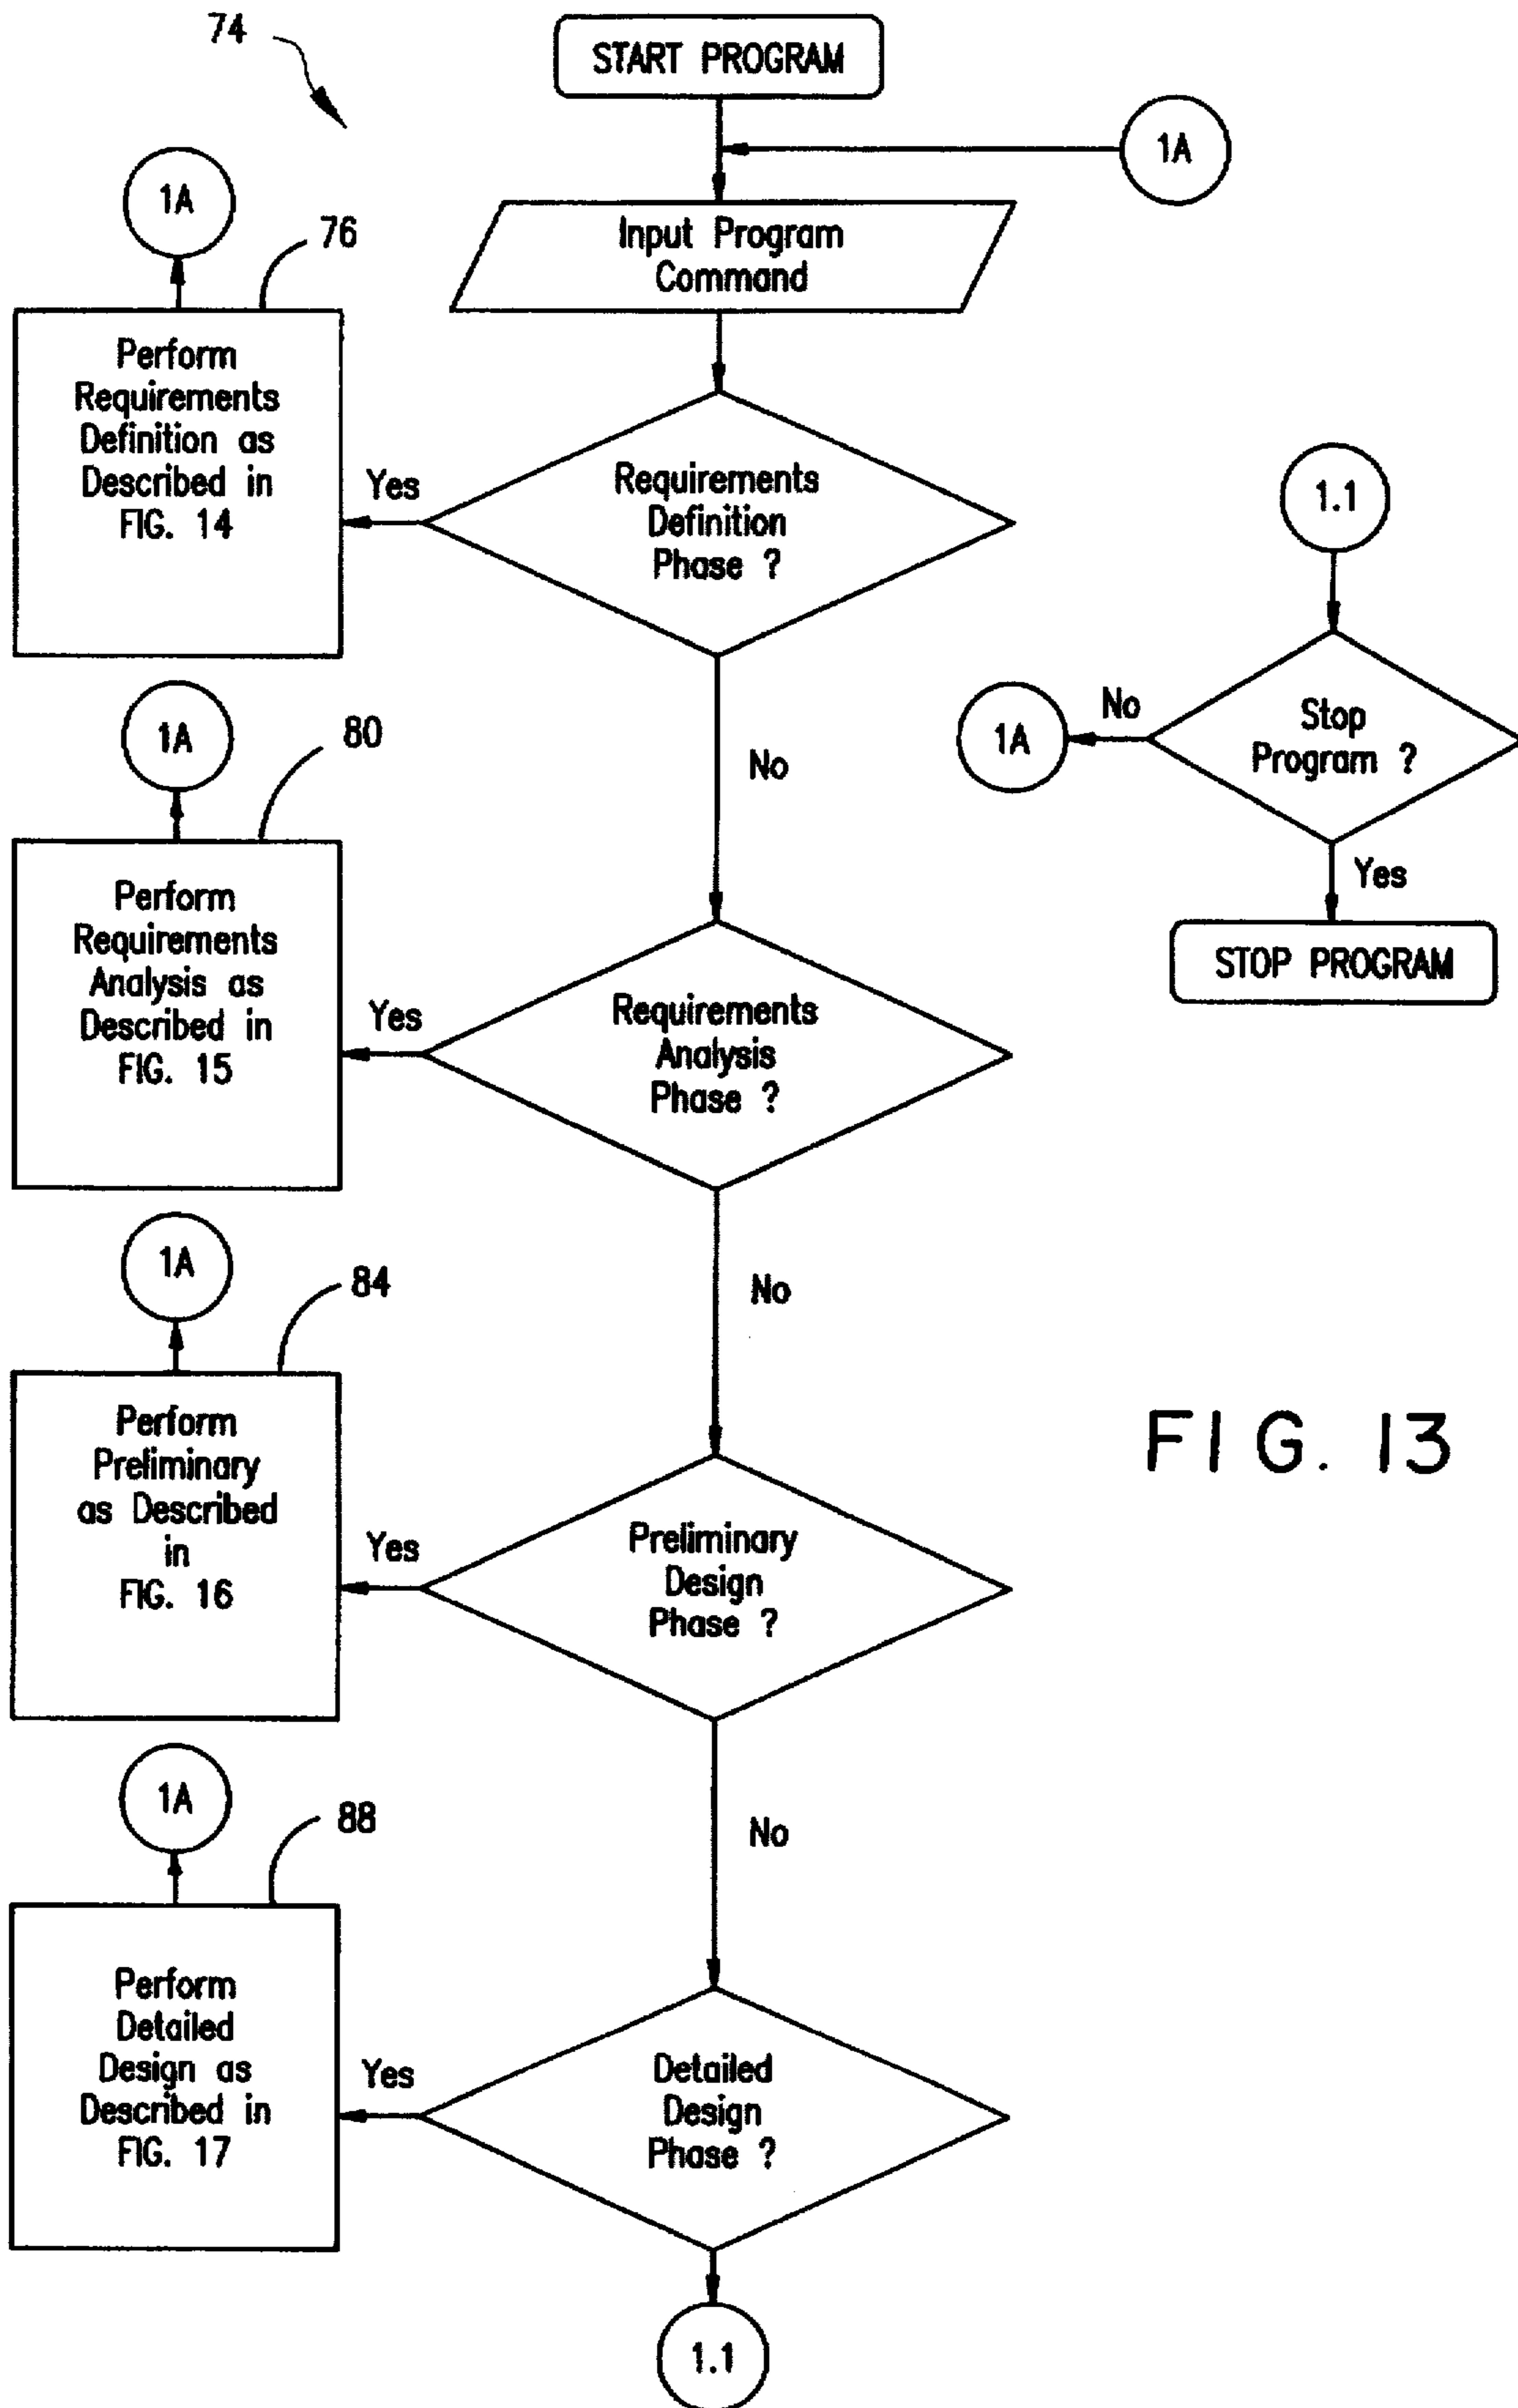 74
START PROGRAM
1A
1A
76
Input Program
Command
Perform
Requirements
Definition as
Described in
FIG. 14
Yes
Requirements
Definition
Phase ?
1.1
No
1A
80
1A
No
Stop
Program ?
Yes
STOP PROGRAM
Perform
Requirements
Analysis as
Described in
FIG. 15
Yes
Requirements
Analysis
Phase ?
1A
84
No
Perform
Preliminary
as Described
in
FIG. 16
Yes
Preliminary
Design
Phase ?
FIG. 13
1A
88
No
Perform
Detailed
Design as
Described in
FIG. 17
Yes
Detailed
Design
Phase ?
1.1